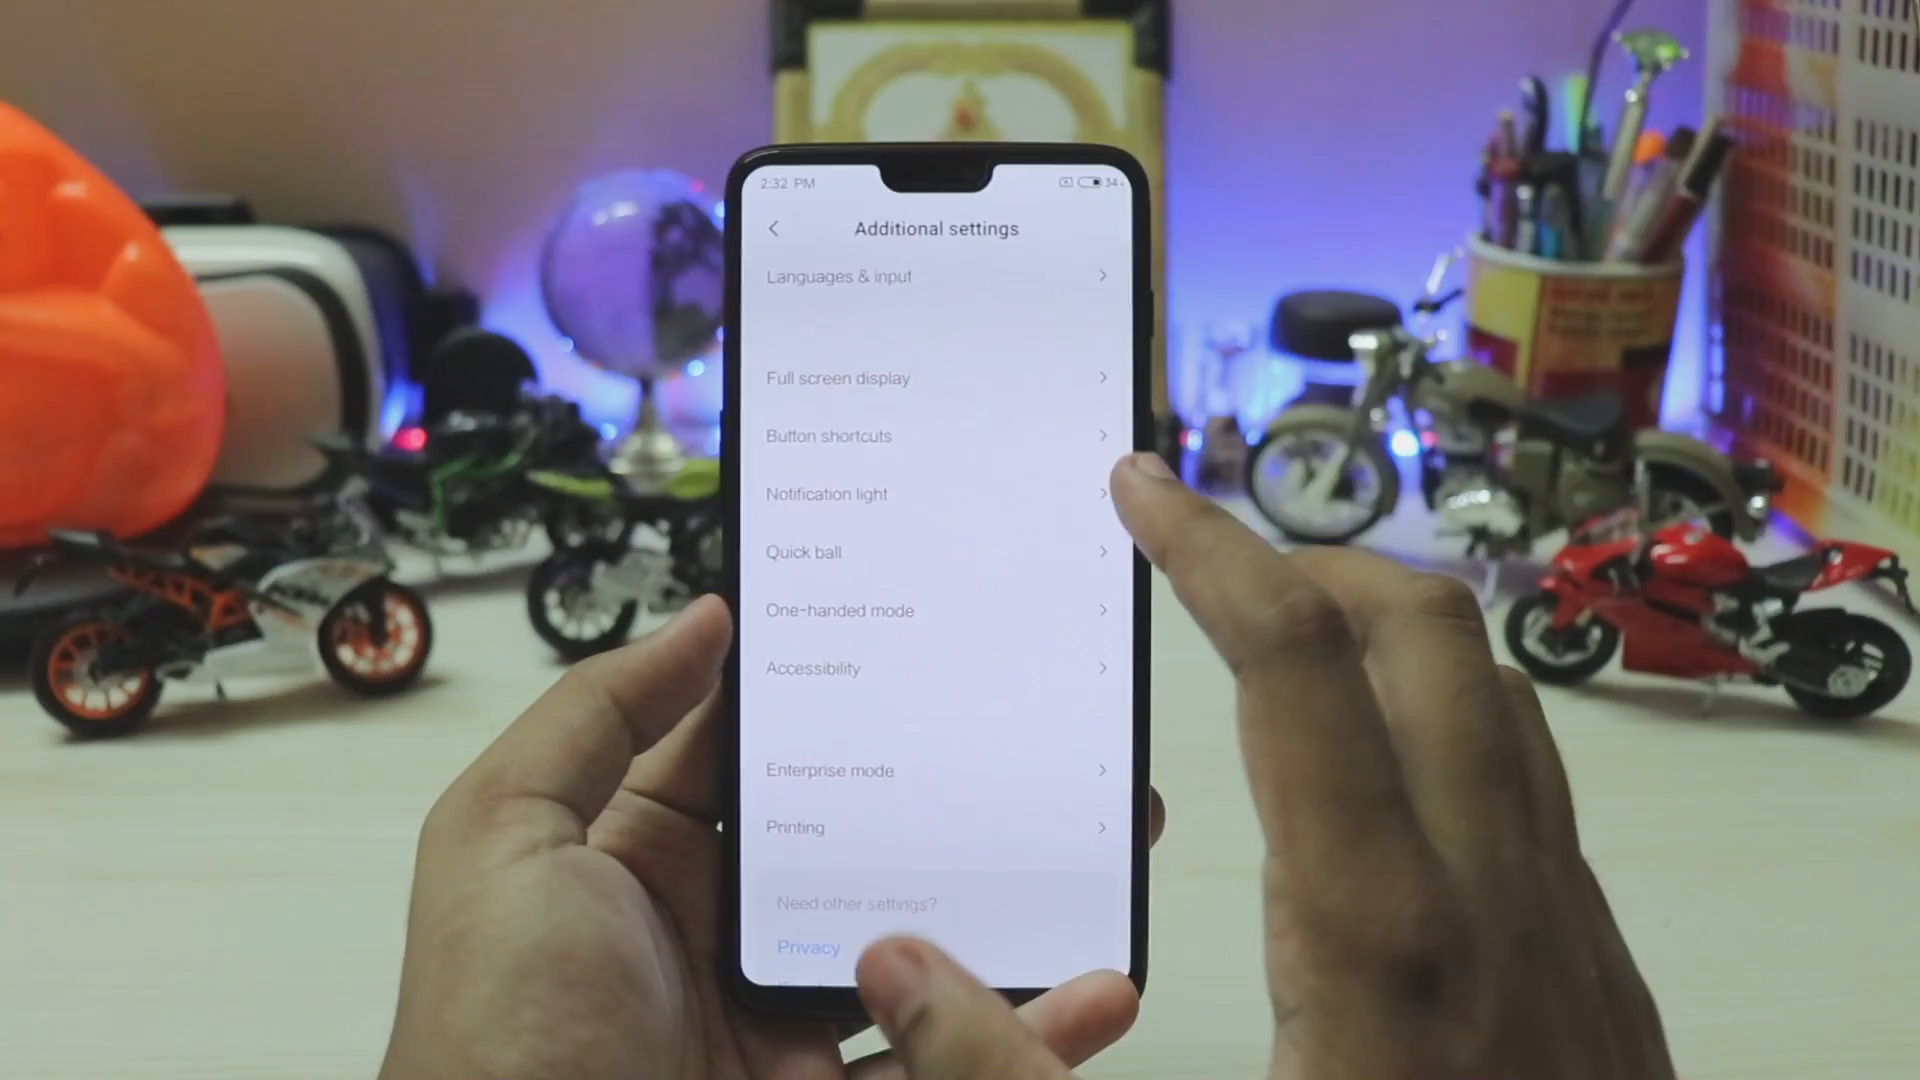 2:32 PM
34
Additional settings
Languages & input
Full screen display
Button shortcuts
Notification light
Quick ball
One-handed mode
Accessibility
Enterprise mode
Printing
Need other settings?
Privacy